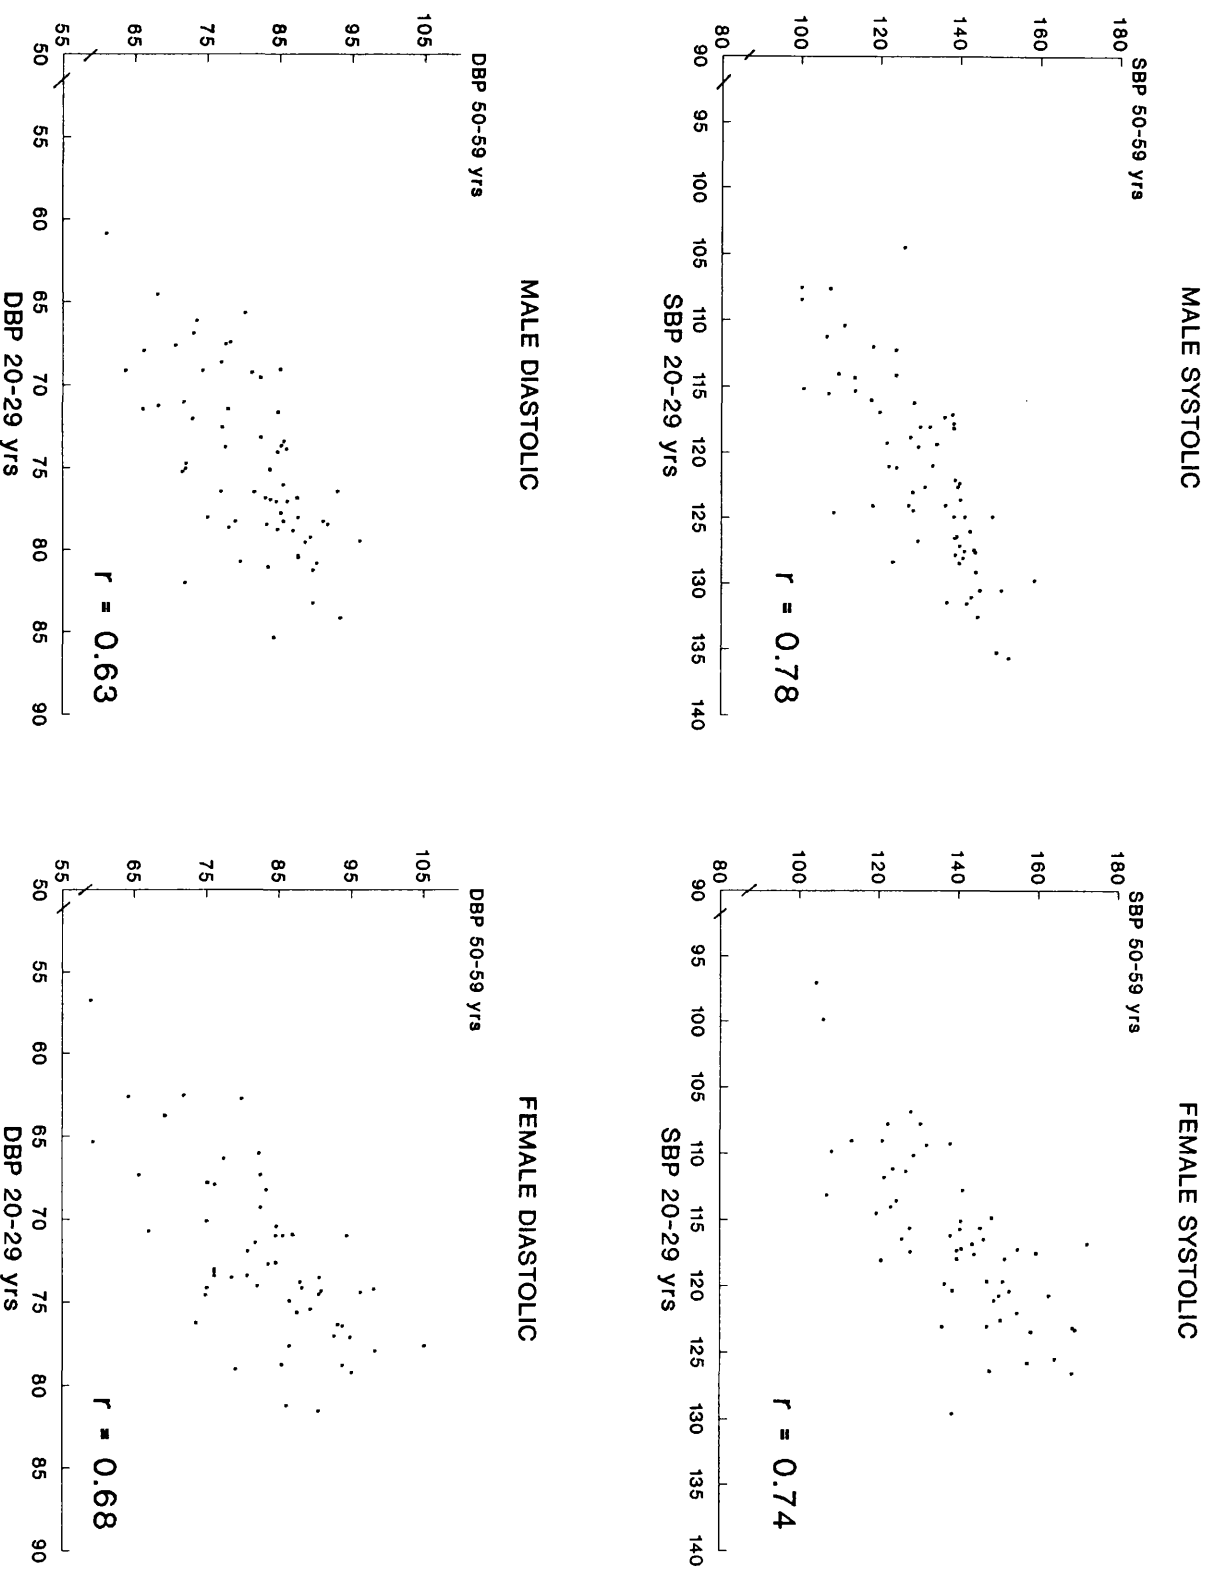 MALE SYSTOLIC
SBP 50-59 yrs
180
160
140
120
100
80
90 95 100 105 110 115 120 125 130 135 140
SBP 20-29 yrs
r = 0.78
FEMALE SYSTOLIC
SBP 50-59 yrs
180
160
140
120
100
80
90 95 100 105 110 115 120 125 130 135 140
SBP 20-29 yrs
r = 0.74
MALE DIASTOLIC
DBP 50-59 yrs
105
95
85
75
65
55
50 55 60 65 70 75 80 85 90
DBP 20-29 yrs
r = 0.63
FEMALE DIASTOLIC
DBP 50-59 yrs
105
95
85
75
65
55
50 55 60 65 70 75 80 85 90
DBP 20-29 yrs
r = 0.68